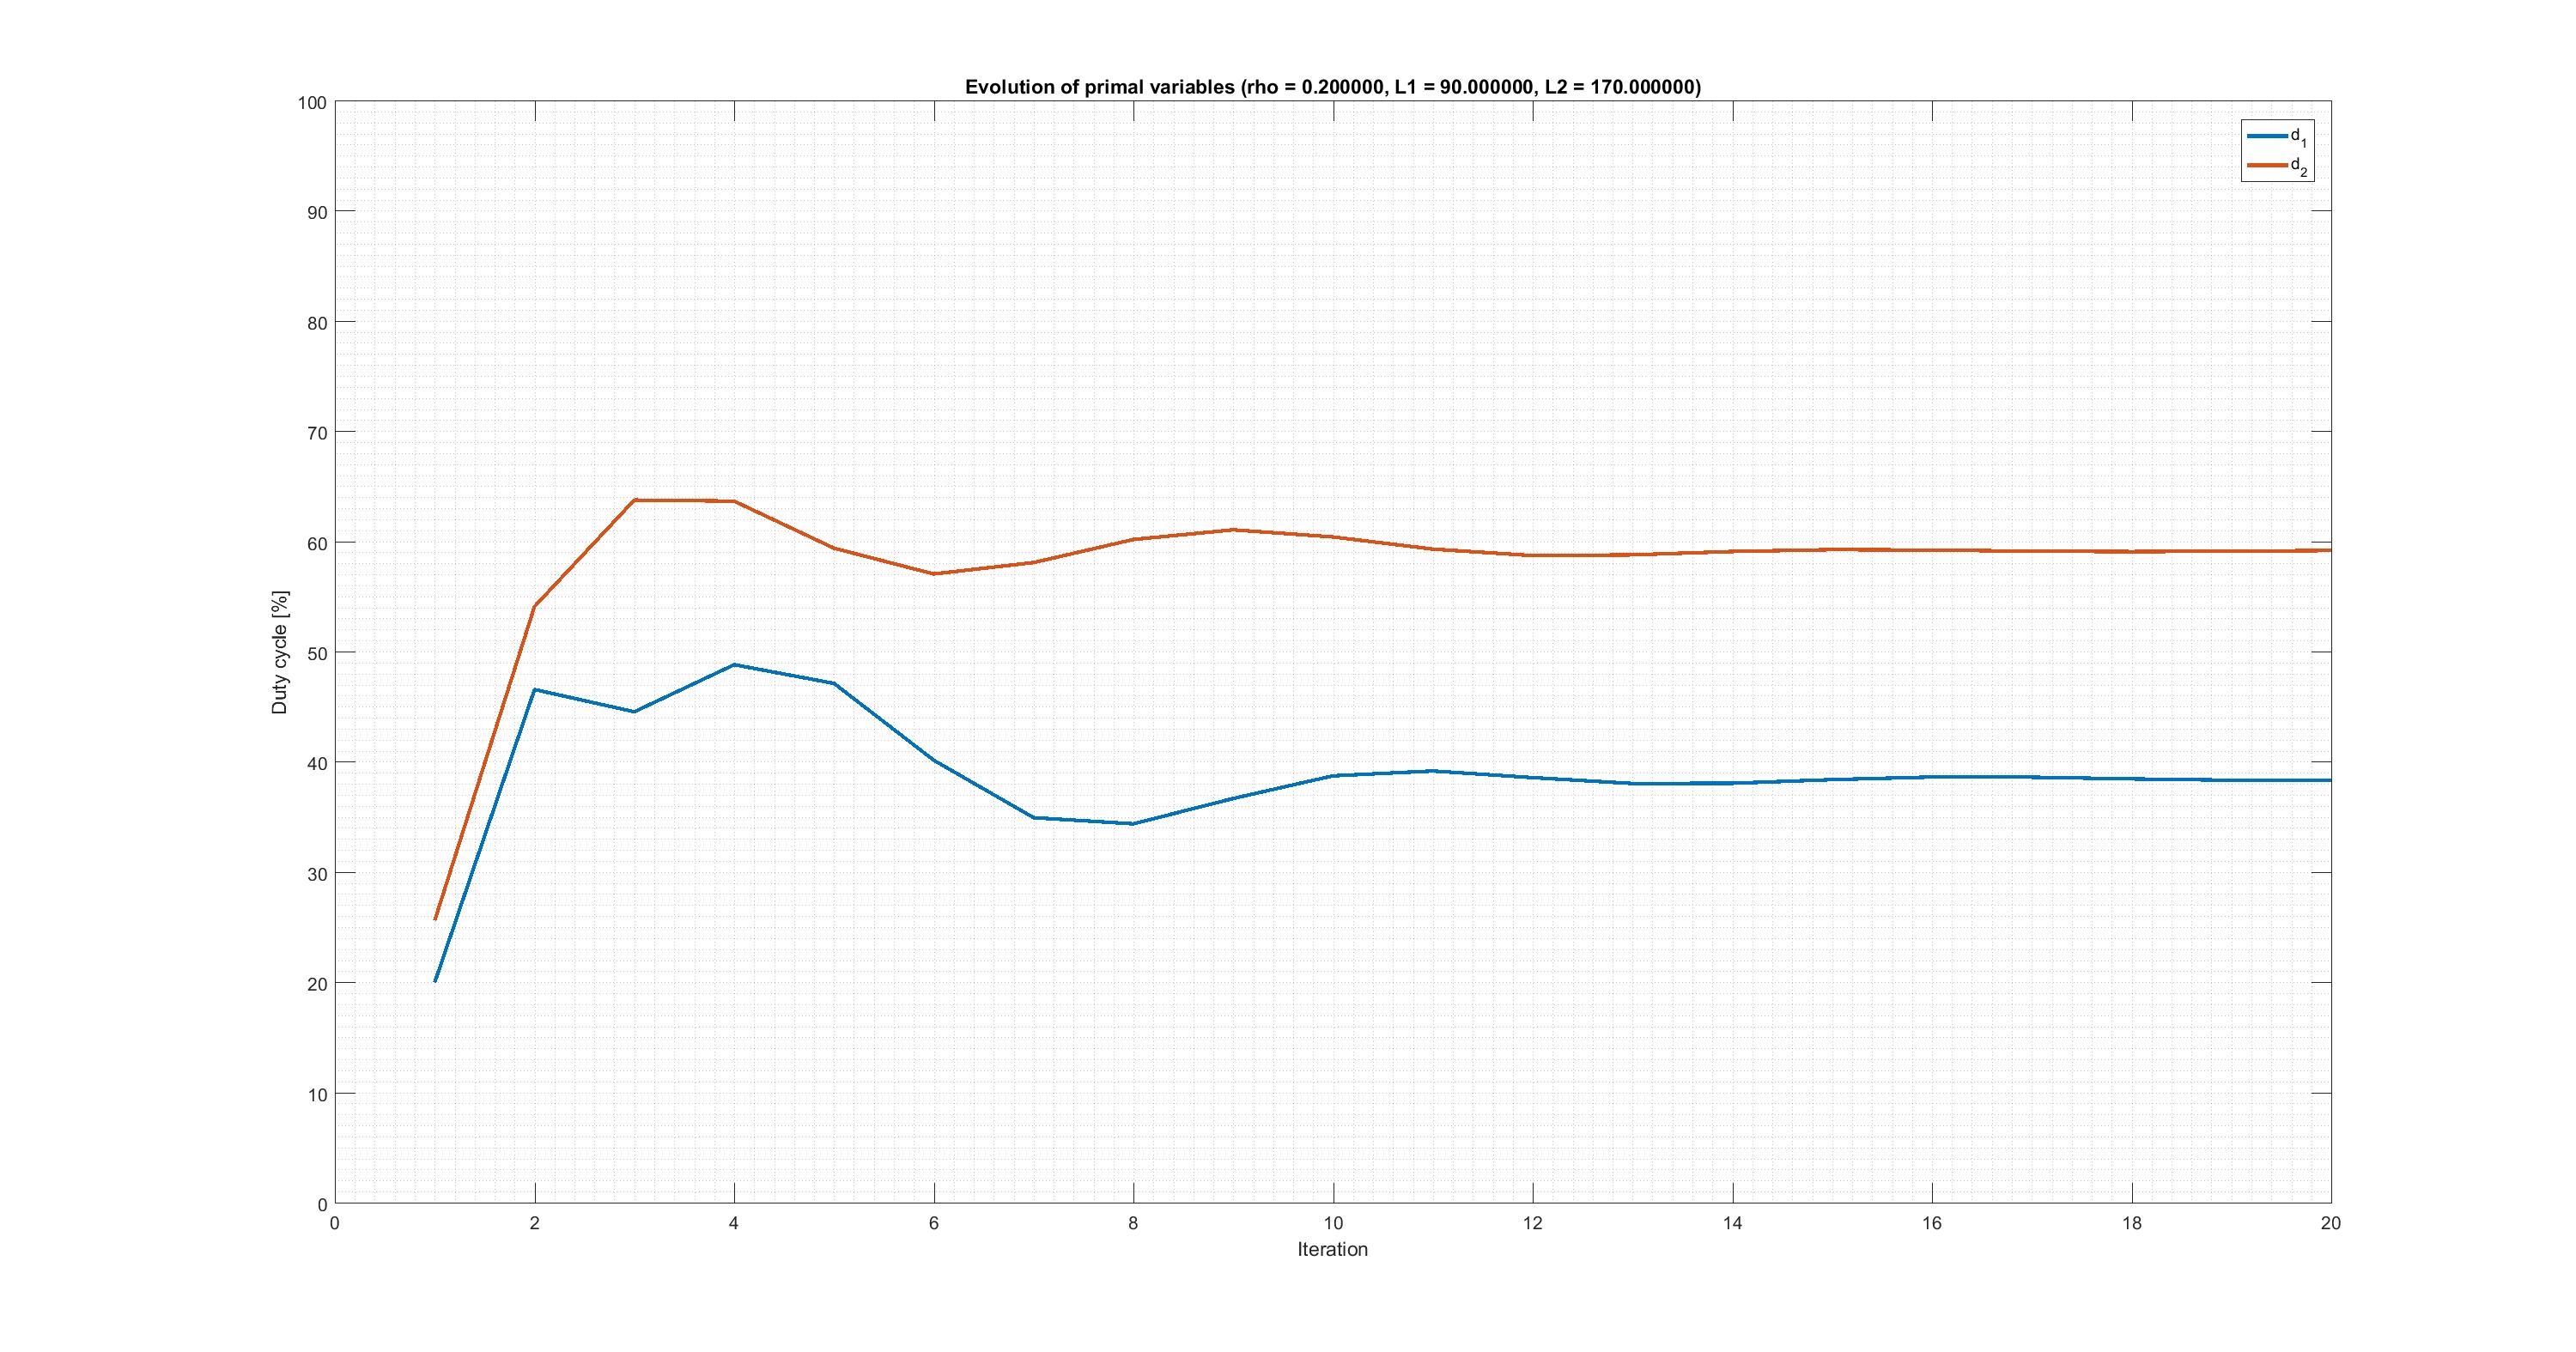 Evolution of primal variables (rho = 0.200000, L1 = 90.000000, L2 = 170.000000)
100
90
80
70
60
50
40
30
20
10
0
Duty cycle [%]
d1
d2
0 2 4 6 8 10 12 14 16 18 20
Iteration